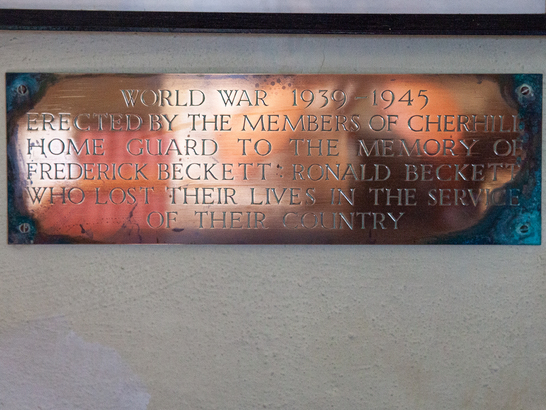 WORLD WAR 1939-1945
ERECTED BY THE MEMBERS OF CHERHILL
HOME GUARD TO THE MEMORY OF
FREDERICK BECKETT : RONALD BECKETT
WHO LOST THEIR LIVES IN THE SERVICE
OF THEIR COUNTRY